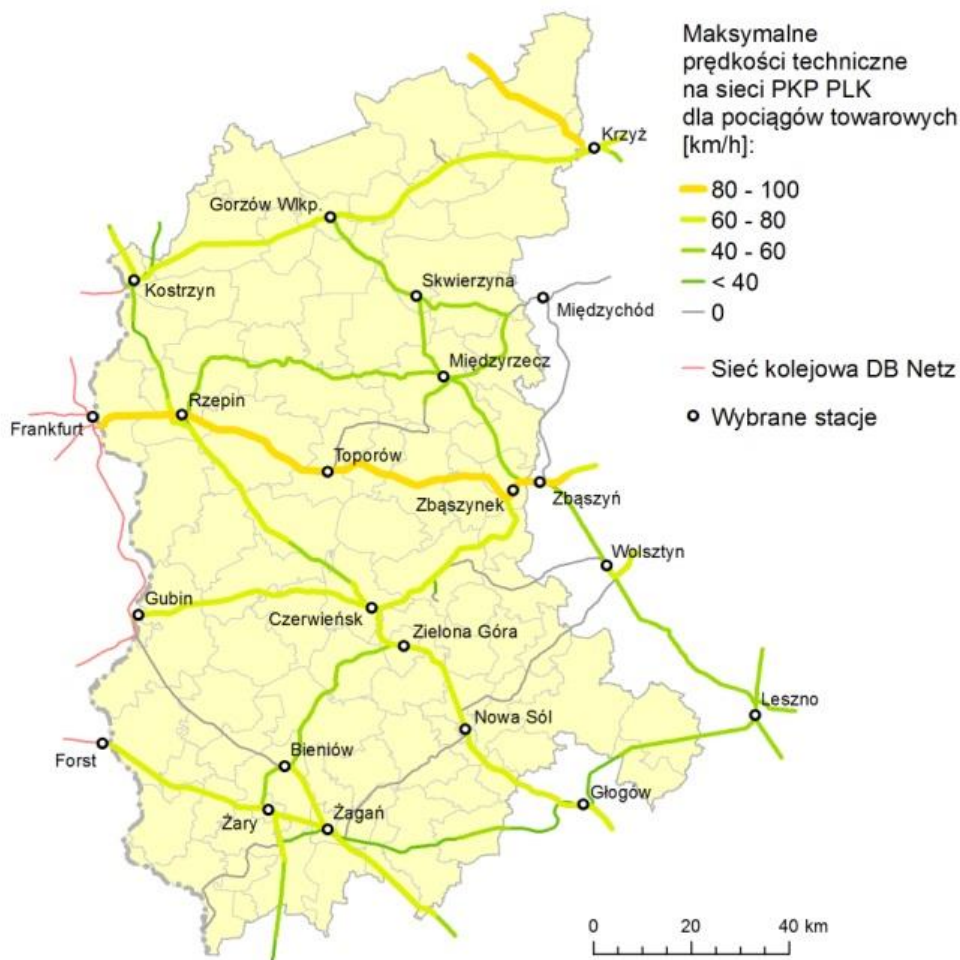 Maksymalne
prędkości techniczne
na sieci PKP PLK
dla pociągów towarowych
[km/h]:
80 - 100
60 - 80
40 - 60
< 40
0
Sieć kolejowa DB Netz
Wybrane stacje
Krzyż
Gorzów Wlkp.
Kostrzyn
Skwierzyna
Międzychód
Międzyrzecz
Rzepin
Frankfurt
Toporów
Zbąszynek
Zbąszyń
Wolsztyn
Gubin
Czerwieńsk
Zielona Góra
Leszno
Nowa Sól
Forst
Bieniów
Głogów
Żary
Żagań
0 20 40 km